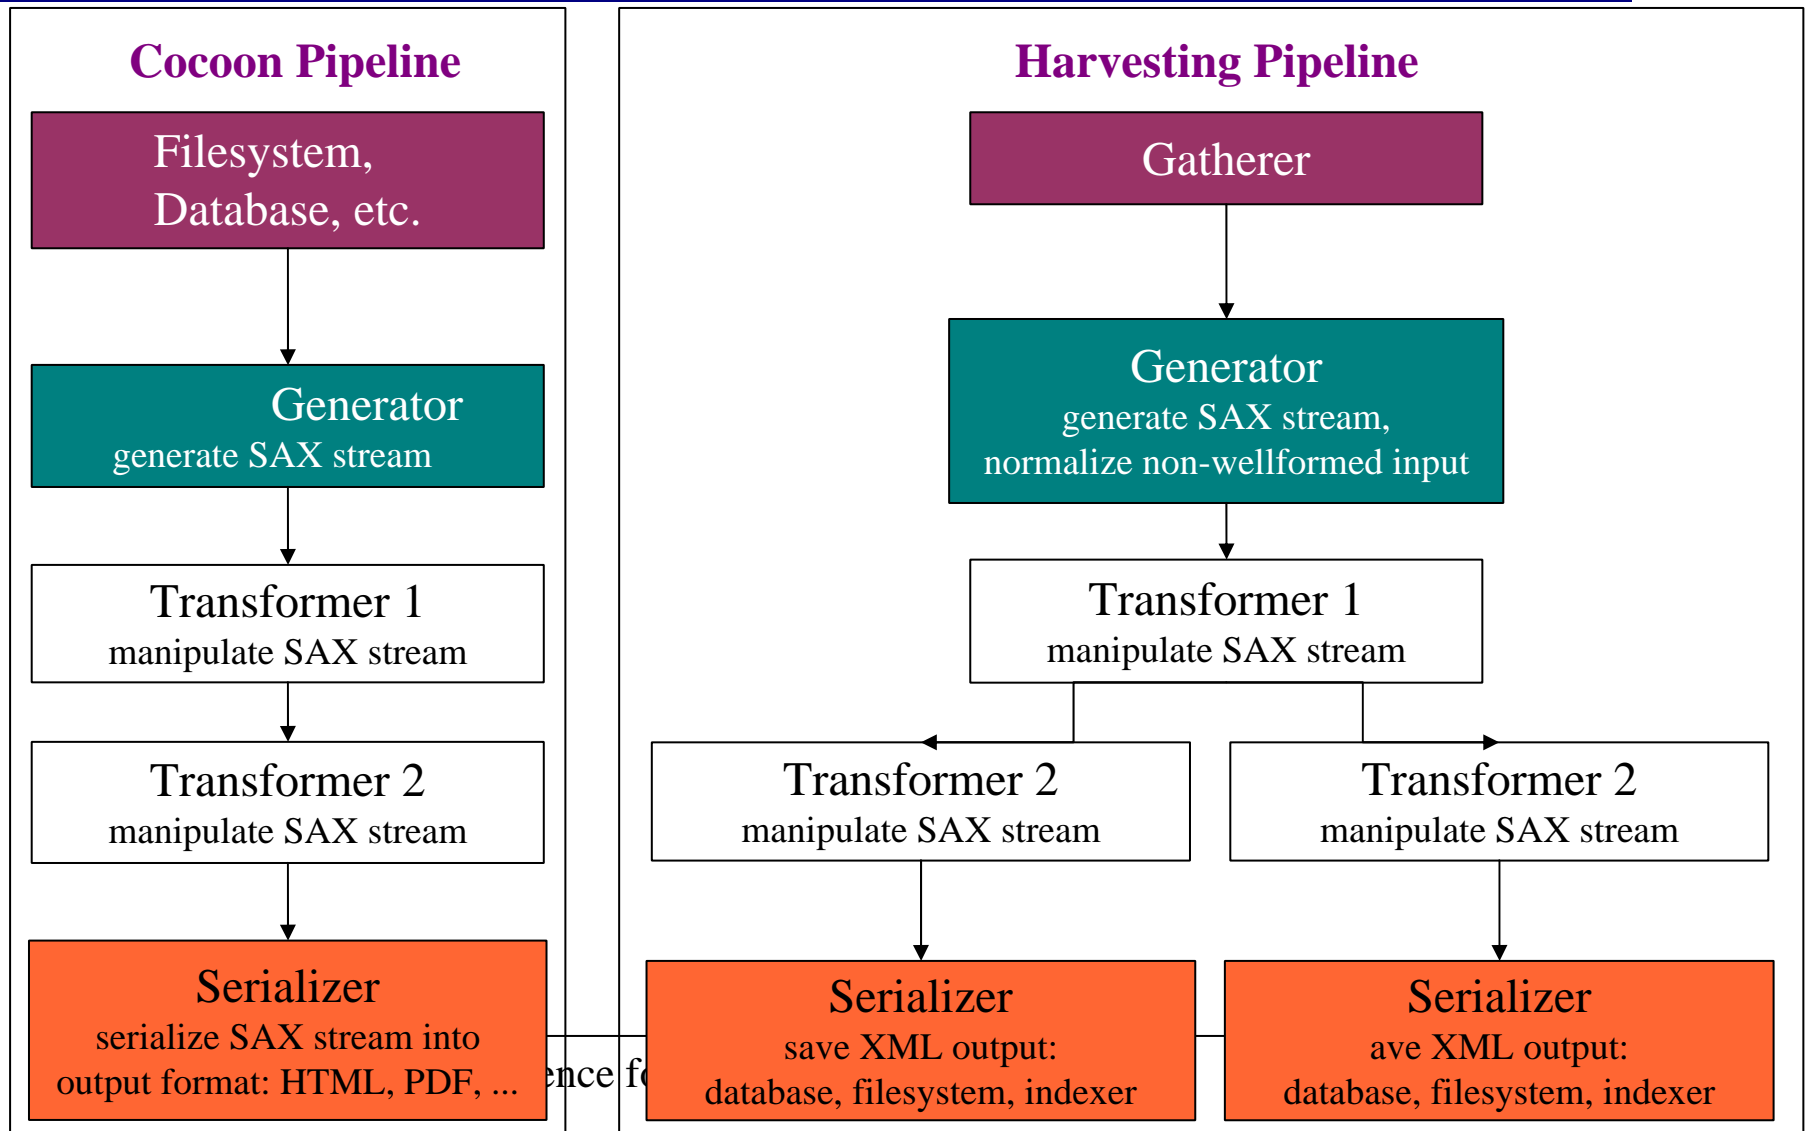 Cocoon Pipeline
Filesystem,
Database, etc.
Generator
generate SAX stream
Transformer 1
manipulate SAX stream
Transformer 2
manipulate SAX stream
Serializer
serialize SAX stream into
output format: HTML, PDF, ...
Harvesting Pipeline
Gatherer
Generator
generate SAX stream,
normalize non-wellformed input
Transformer 1
manipulate SAX stream
Transformer 2
manipulate SAX stream
Transformer 2
manipulate SAX stream
Serializer
save XML output:
database, filesystem, indexer
Serializer
ave XML output:
database, filesystem, indexer